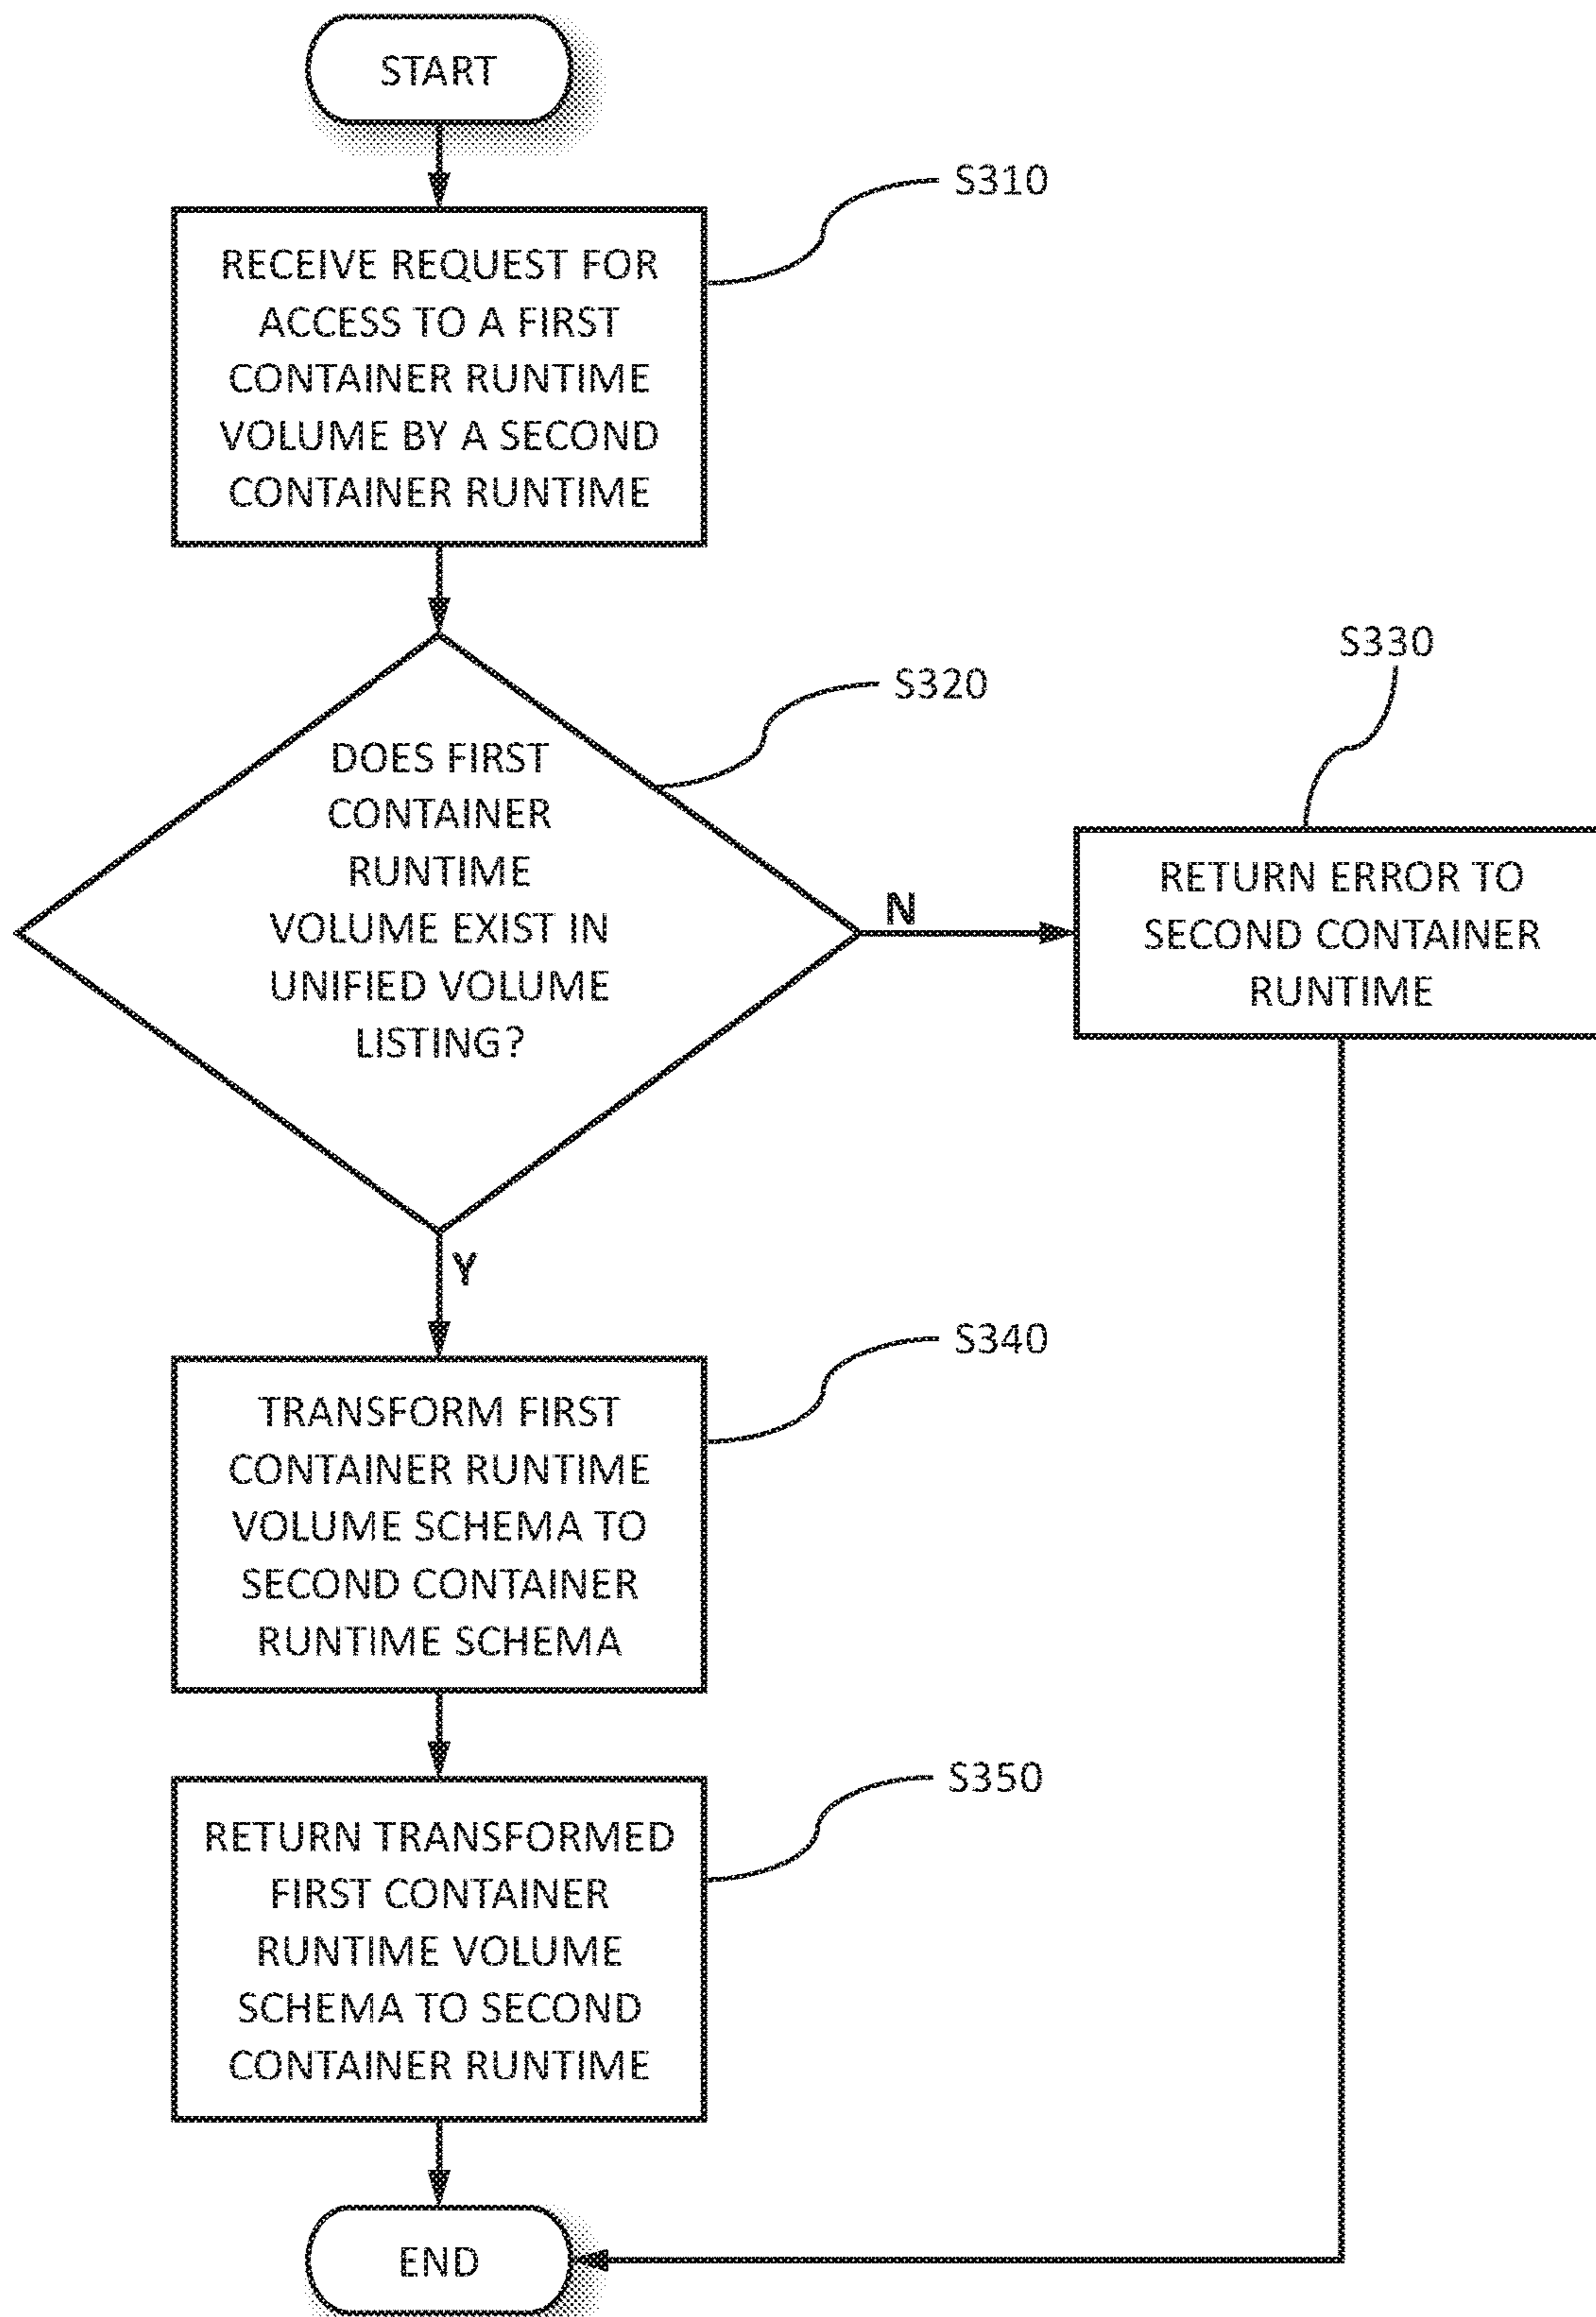 START
S310
RECEIVE REQUEST FOR
ACCESS TO A FIRST
CONTAINER RUNTIME
VOLUME BY A SECOND
CONTAINER RUNTIME
S320
DOES FIRST
CONTAINER
RUNTIME
VOLUME EXIST IN
UNIFIED VOLUME
LISTING?
N
S330
RETURN ERROR TO
SECOND CONTAINER
RUNTIME
Y
S340
TRANSFORM FIRST
CONTAINER RUNTIME
VOLUME SCHEMA TO
SECOND CONTAINER
RUNTIME SCHEMA
S350
RETURN TRANSFORMED
FIRST CONTAINER
RUNTIME VOLUME
SCHEMA TO SECOND
CONTAINER RUNTIME
END